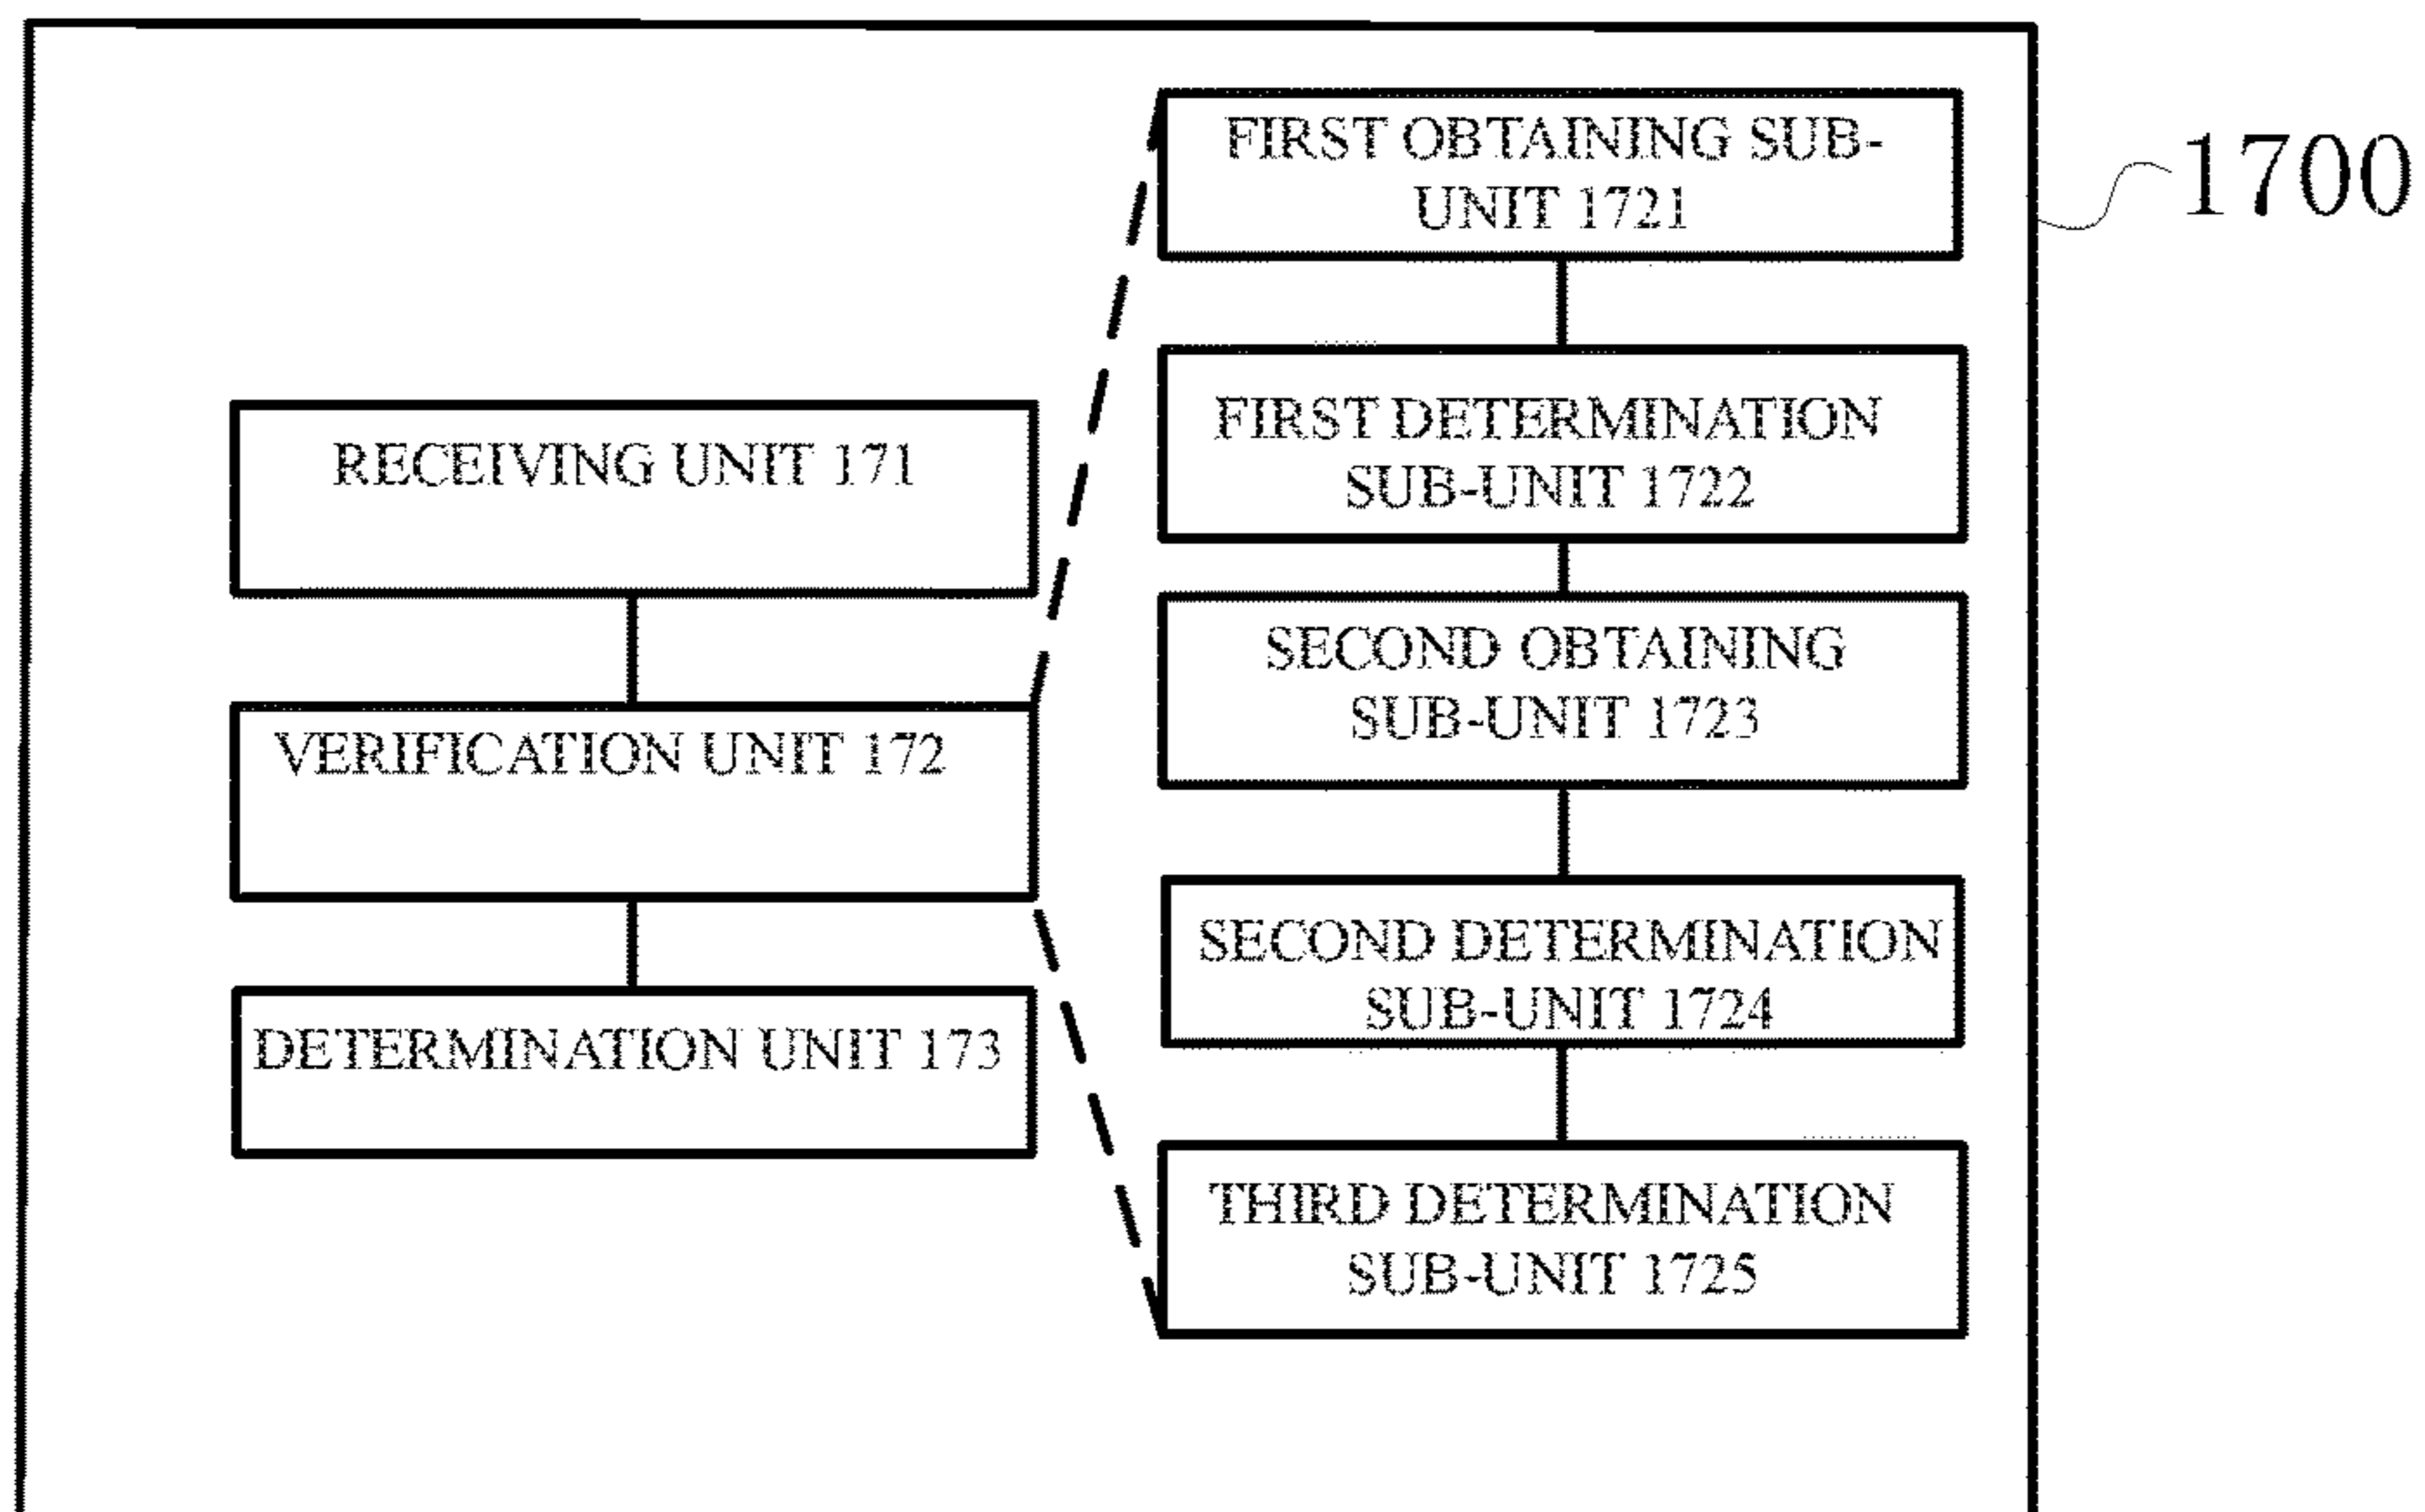 FIRST OBTAINING SUB-
UNIT 1721
1700
FIRST DETERMINATION
SUB-UNIT 1722
RECEIVING UNIT 171
SECOND OBTAINING
SUB-UNIT 1723
VERIFICATION UNIT 172
SECOND DETERMINATION
SUB-UNIT 1724
DETERMINATION UNIT 173
THIRD DETERMINATION
SUB-UNIT 1725